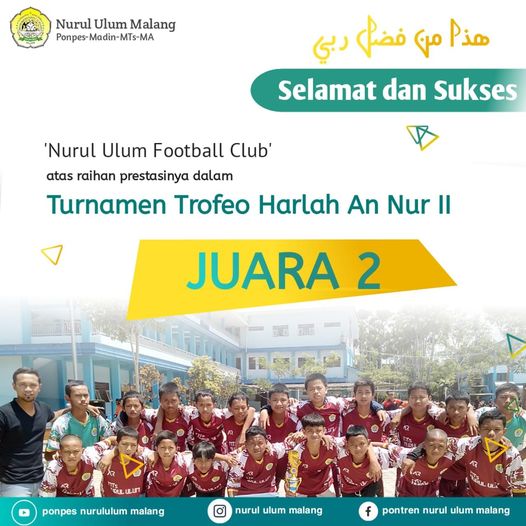 Nurul Ulum Malang
Ponpes-Madin-MTs-MA
هذا من فضل ربي
Selamat dan Sukses
'Nurul Ulum Football Club'
atas raihan prestasinya dalam
Turnamen Trofeo Harlah An Nur II
JUARA 2
ponpes nurululum malang
nurul ulum malang
pontren nurul ulum malang